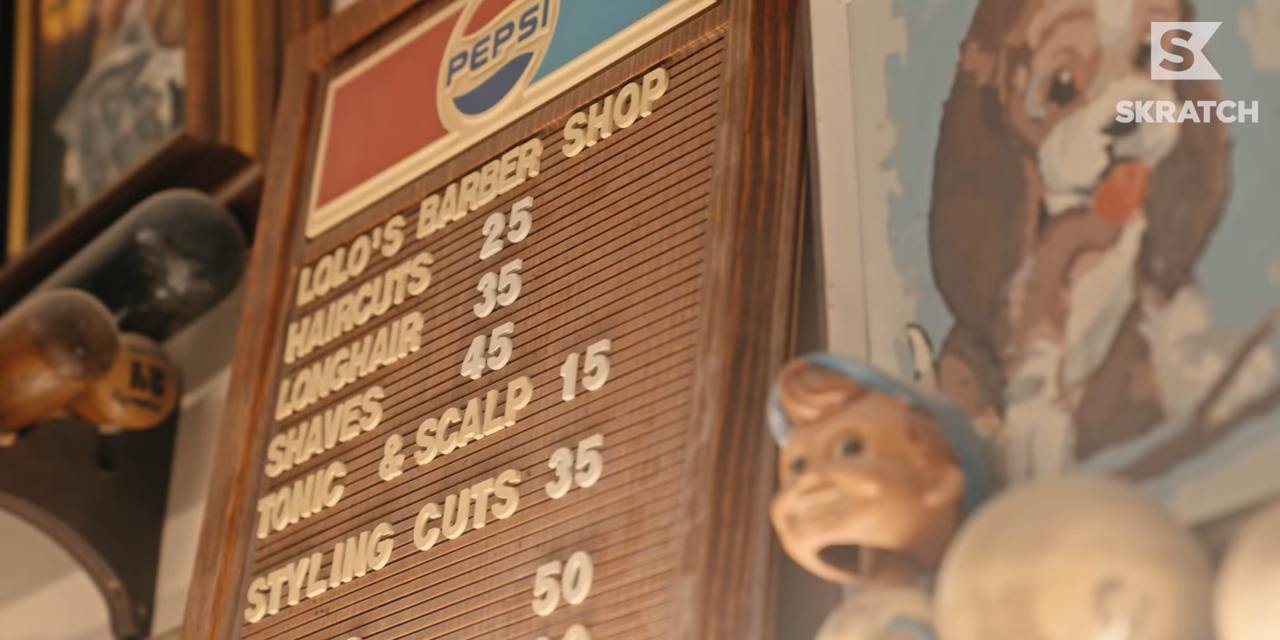 PEPSI
LOLO'S BARBER SHOP
HAIRCUTS 25
LONGHAIR 35
SHAVES 45
TONIC & SCALP 15
STYLING CUTS 35
50
S
SKRATCH